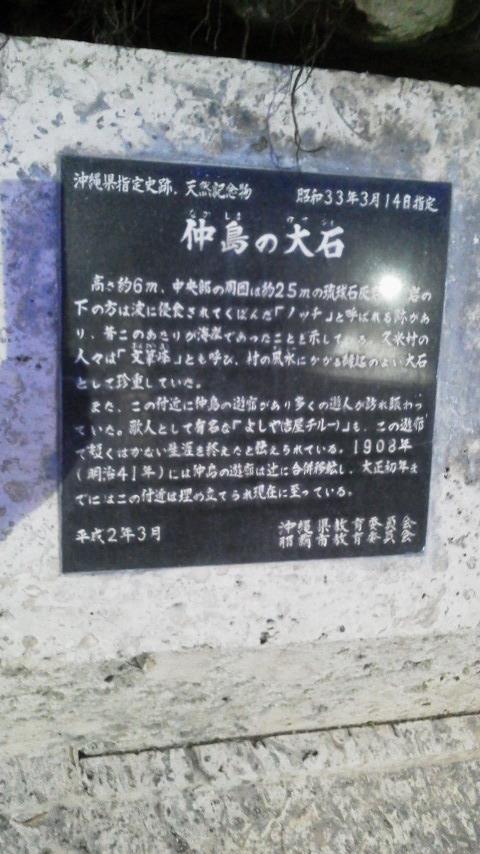 沖縄県指定史跡、天然記念物 昭和33年3月14日指定
なかしま
仲島の大石
高さ約6m、中央部の周囲は約25mの琉球石灰岩の
下の方は波に侵食されてくぼんだ「ノッチ」と呼ばれる跡があ
り、昔このあたりが海岸であったことを示している。久米村の
人々は「文筆峰」とも呼び、村の風水にかかる縁起のよい大石
として珍重していた。
また、この付近に仲島の遊郭があり多くの遊人が訪れ賑わっ
ていた。歌人として有名な「よしや(吉屋チルー)」も、この遊郭
で短くはかない生涯を終えたと伝えられている。1908年
(明治41年)には仲島の遊郭は辻に合併移転し、大正初年ま
でにはこの付近は埋め立てられ現在に至っている。
平成2年3月
沖縄県教育委員会
那覇市教育委員会